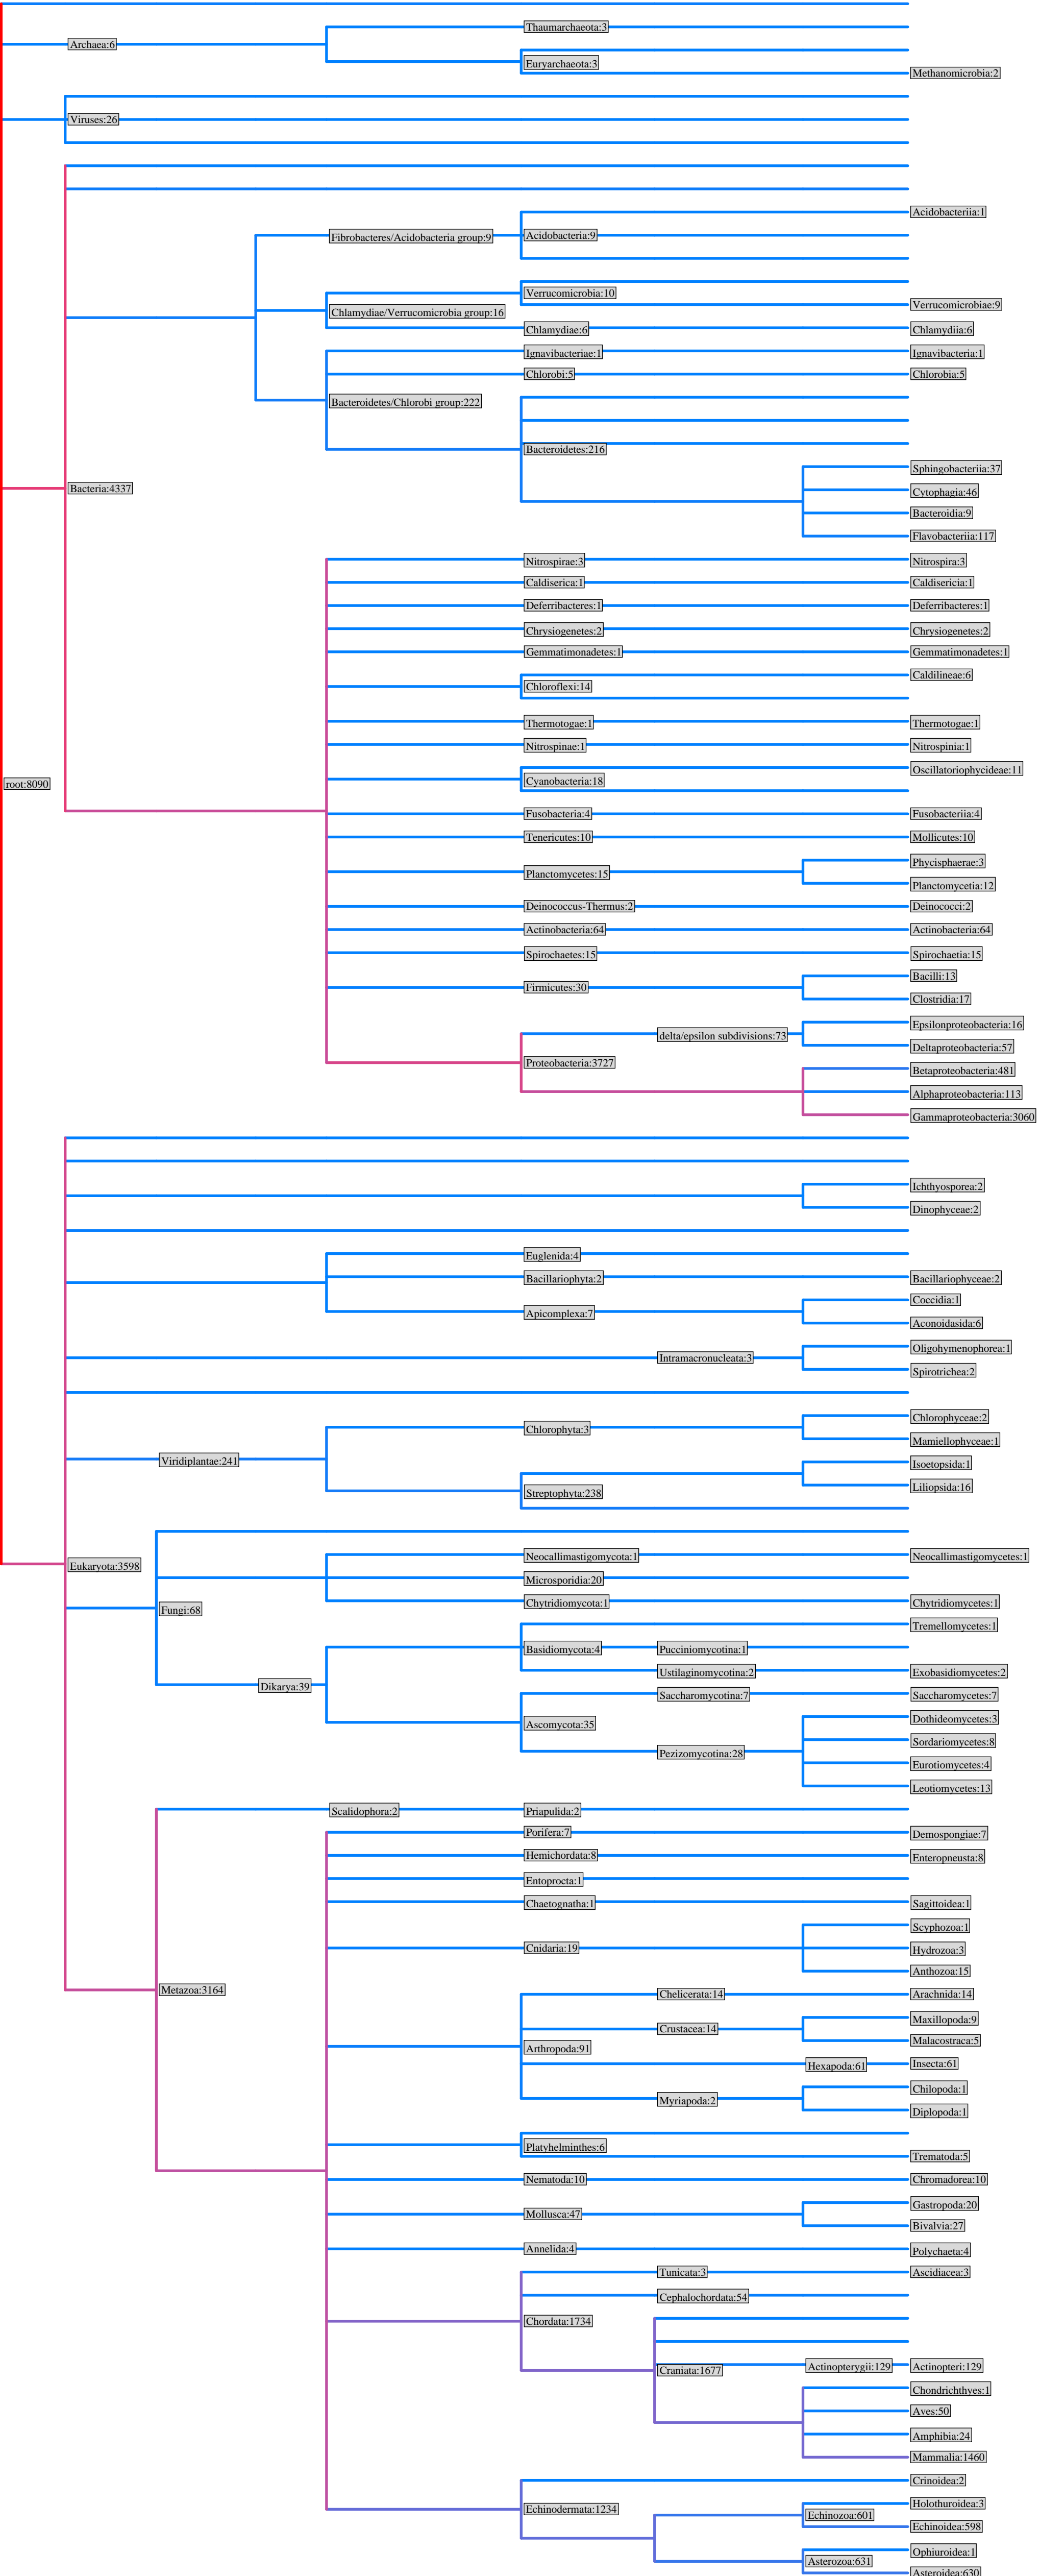 Thaumarchaeota:3
Archaea:6
Euryarchaeota:3
Methanomicrobia:2
Viruses:26
Acidobacteriia:1
Fibrobacteres/Acidobacteria group:9
Acidobacteria:9
Verrucomicrobia:10
Verrucomicrobiae:9
Chlamydiae/Verrucomicrobia group:16
Chlamydiae:6
Chlamydiia:6
Ignavibacteriae:1
Ignavibacteria:1
Chlorobi:5
Chlorobia:5
Bacteroidetes/Chlorobi group:222
Bacteroidetes:216
Sphingobacteriia:37
Bacteria:4337
Cytophagia:46
Bacteroidia:9
Flavobacteriia:117
Nitrospirae:3
Nitrospira:3
Caldiserica:1
Caldisericia:1
Deferribacteres:1
Deferribacteres:1
Chrysiogenetes:2
Chrysiogenetes:2
Gemmatimonadetes:1
Gemmatimonadetes:1
Caldilineae:6
Chloroflexi:14
Thermotogae:1
Thermotogae:1
Nitrospinae:1
Nitrospinia:1
Oscillatoriophycideae:11
Cyanobacteria:18
root:8090
Fusobacteria:4
Fusobacteriia:4
Tenericutes:10
Mollicutes:10
Phycisphaerae:3
Planctomycetes:15
Planctomycetia:12
Deinococcus-Thermus:2
Deinococci:2
Actinobacteria:64
Actinobacteria:64
Spirochaetes:15
Spirochaetia:15
Bacilli:13
Firmicutes:30
Clostridia:17
Epsilonproteobacteria:16
delta/epsilon subdivisions:73
Deltaproteobacteria:57
Proteobacteria:3727
Betaproteobacteria:481
Alphaproteobacteria:113
Gammaproteobacteria:3060
Ichthyosporea:2
Dinophyceae:2
Euglenida:4
Bacillariophyta:2
Bacillariophyceae:2
Coccidia:1
Apicomplexa:7
Aconoidasida:6
Oligohymenophorea:1
Intramacronucleata:3
Spirotrichea:2
Chlorophyceae:2
Chlorophyta:3
Mamiellophyceae:1
Viridiplantae:241
Isoetopsida:1
Liliopsida:16
Streptophyta:238
Neocallimastigomycota:1
Neocallimastigomycetes:1
Eukaryota:3598
Microsporidia:20
Chytridiomycota:1
Chytridiomycetes:1
Fungi:68
Tremellomycetes:1
Basidiomycota:4
Pucciniomycotina:1
Ustilaginomycotina:2
Exobasidiomycetes:2
Dikarya:39
Saccharomycotina:7
Saccharomycetes:7
Dothideomycetes:3
Ascomycota:35
Sordariomycetes:8
Pezizomycotina:28
Eurotiomycetes:4
Leotiomycetes:13
Scalidophora:2
Priapulida:2
Porifera:7
Demospongiae:7
Hemichordata:8
Enteropneusta:8
Entoprocta:1
Chaetognatha:1
Sagittoidea:1
Scyphozoa:1
Cnidaria:19
Hydrozoa:3
Anthozoa:15
Metazoa:3164
Chelicerata:14
Arachnida:14
Maxillopoda:9
Crustacea:14
Malacostraca:5
Arthropoda:91
Hexapoda:61
Insecta:61
Chilopoda:1
Myriapoda:2
Diplopoda:1
Platyhelminthes:6
Trematoda:5
Nematoda:10
Chromadorea:10
Gastropoda:20
Mollusca:47
Bivalvia:27
Annelida:4
Polychaeta:4
Tunicata:3
Ascidiacea:3
Cephalochordata:54
Chordata:1734
Craniata:1677
Actinopterygii:129
Actinopteri:129
Chondrichthyes:1
Aves:50
Amphibia:24
Mammalia:1460
Crinoidea:2
Holothuroidea:3
Echinodermata:1234
Echinozoa:601
Echinoidea:598
Ophiuroidea:1
Asterozoa:631
Asteroidea:630